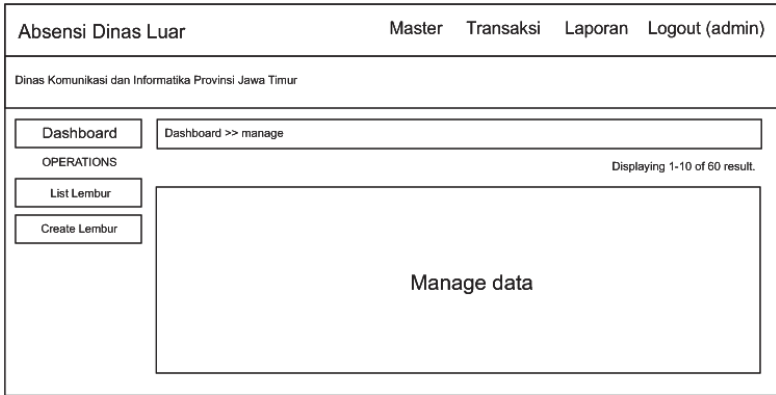 Absensi Dinas Luar Master Transaksi Laporan Logout (admin)
Dinas Komunikasi dan Informatika Provinsi Jawa Timur
Dashboard
OPERATIONS
List Lembur
Create Lembur
Dashboard >> manage
Displaying 1-10 of 60 result.
Manage data